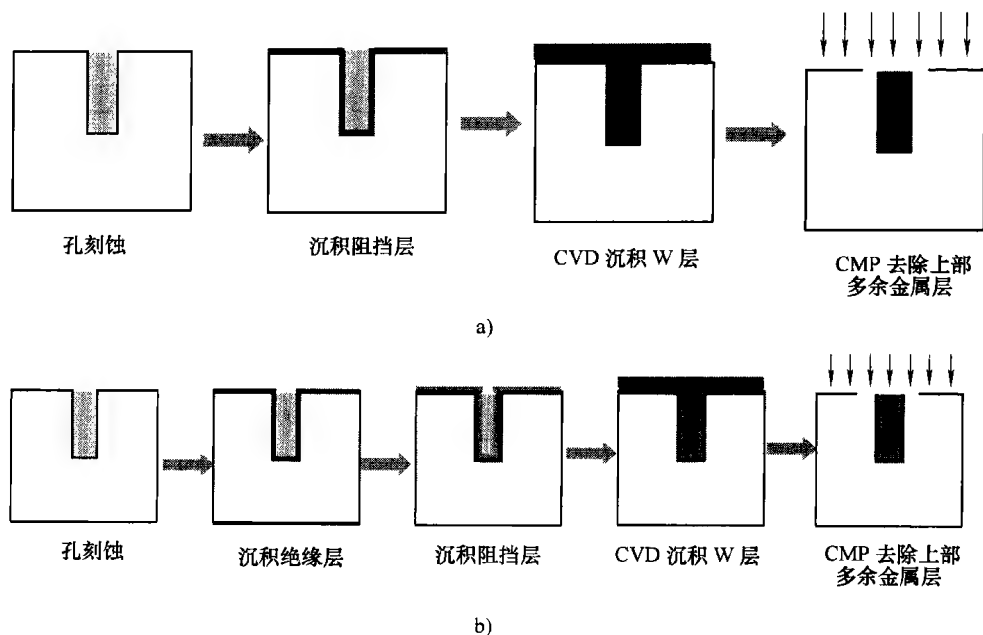 孔刻蚀
沉积阻挡层
CVD 沉积 W 层
CMP 去除上部
多余金属层
a)
孔刻蚀
沉积绝缘层
沉积阻挡层
CVD 沉积 W 层
CMP 去除上部
多余金属层
b)